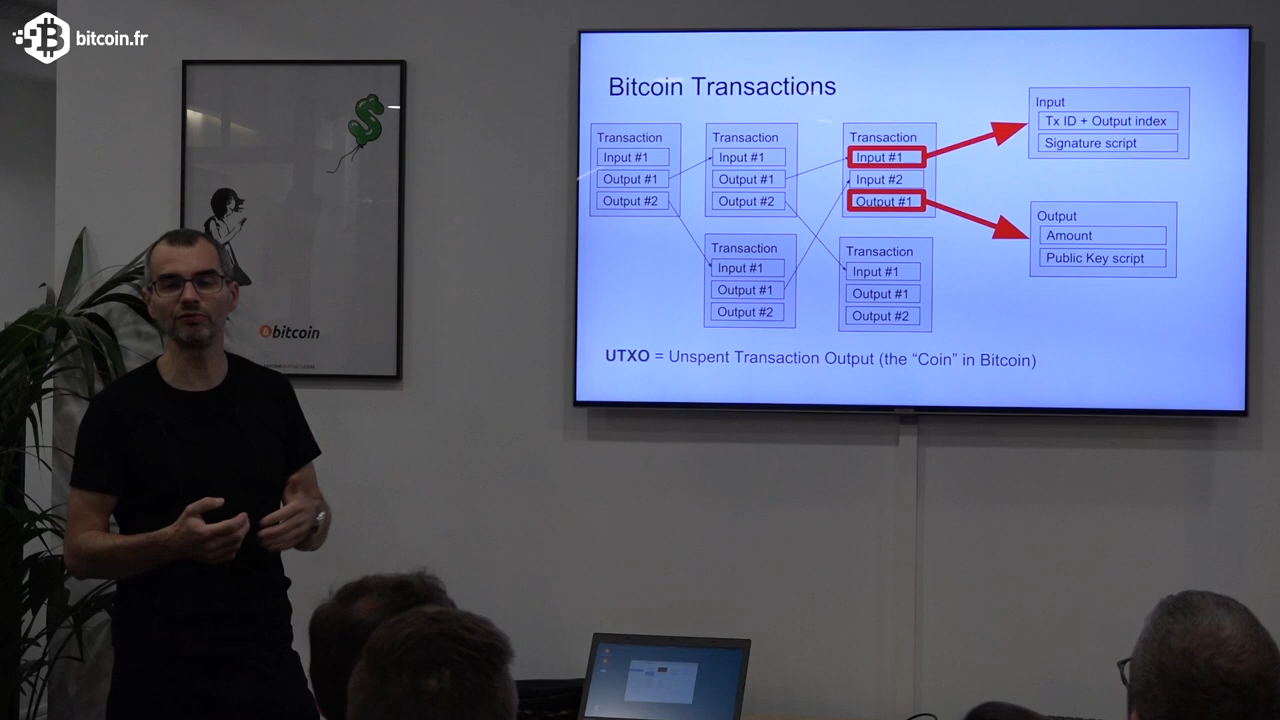 bitcoin.fr
bitcoin
Bitcoin Transactions
Transaction
Input #1
Output #1
Output #2
Transaction
Input #1
Output #1
Output #2
Transaction
Input #1
Input #2
Output #1
Transaction
Input #1
Output #1
Output #2
Transaction
Input #1
Output #1
Output #2
Input
Tx ID + Output index
Signature script
Output
Amount
Public Key script
UTXO = Unspent Transaction Output (the “Coin” in Bitcoin)